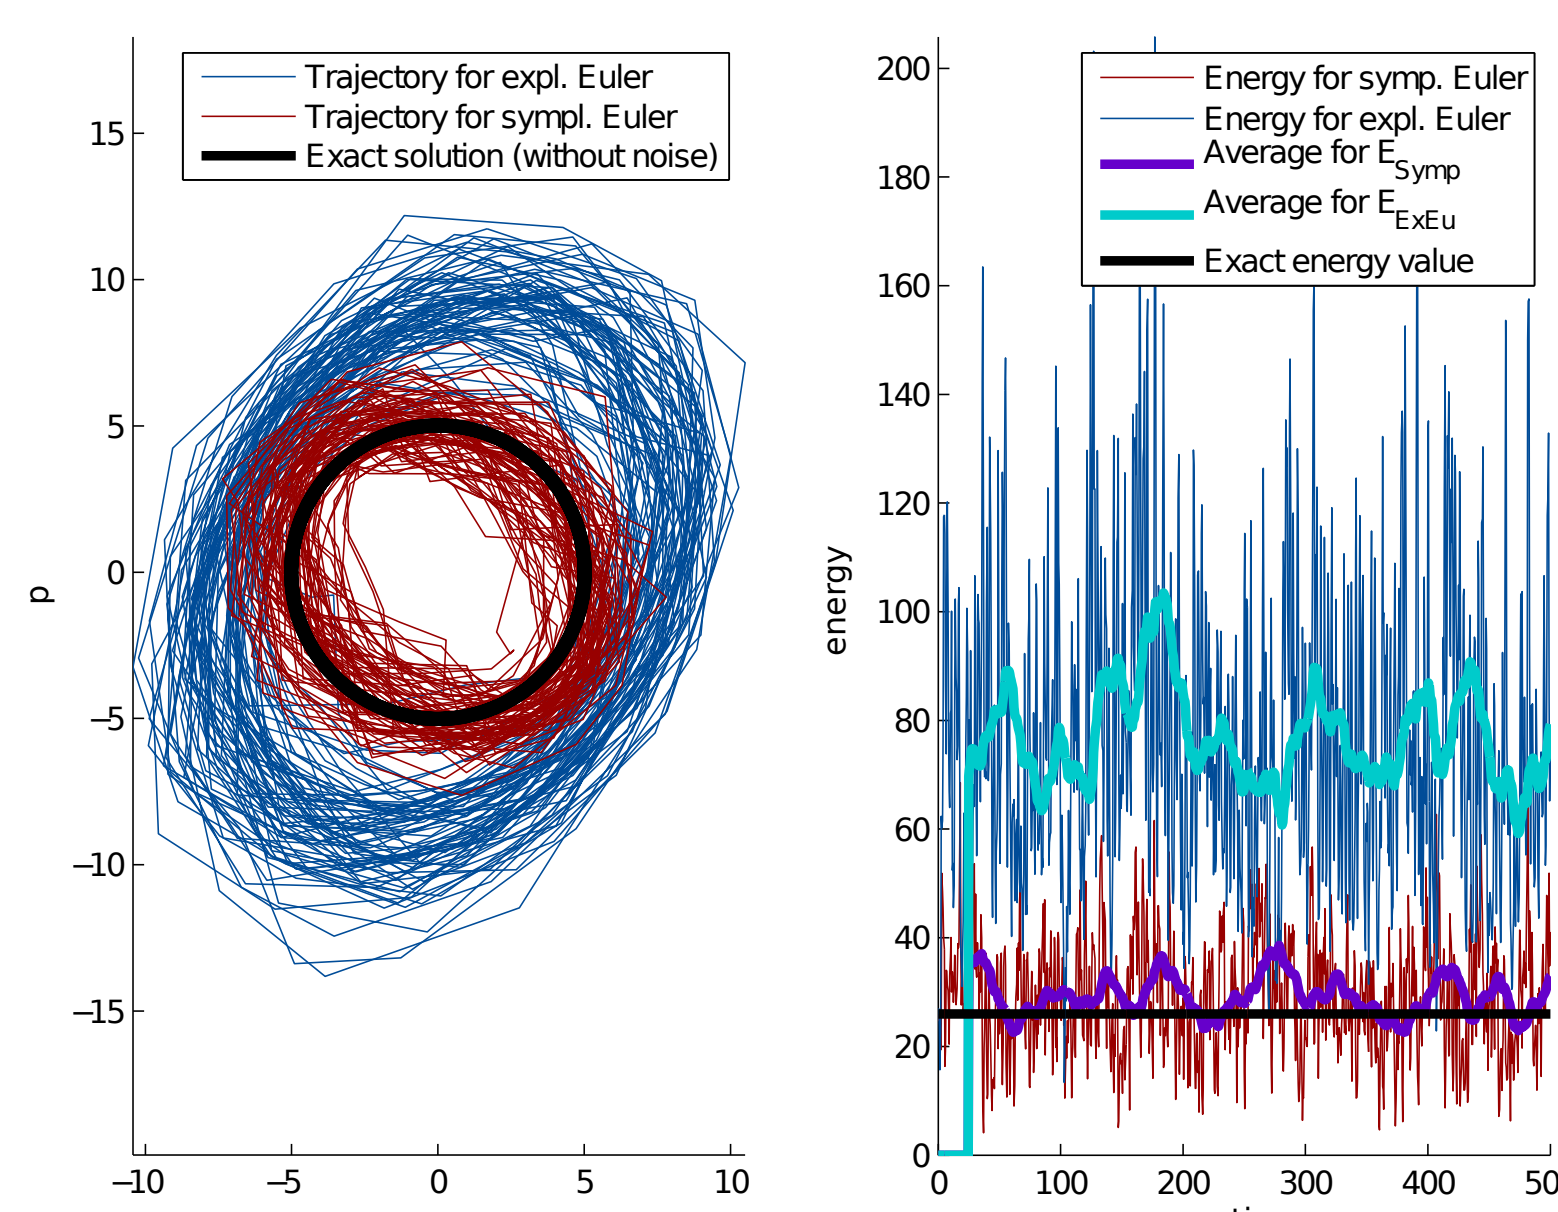 Trajectory for expl. Euler
Trajectory for sympl. Euler
Exact solution (without noise)
15
10
5
0
−5
−10
−15
p
−10
−5
0
5
10
Energy for symp. Euler
Energy for expl. Euler
Average for E_Symp
Average for E_ExEu
Exact energy value
200
180
160
140
120
100
80
60
40
20
0
energy
0
100
200
300
400